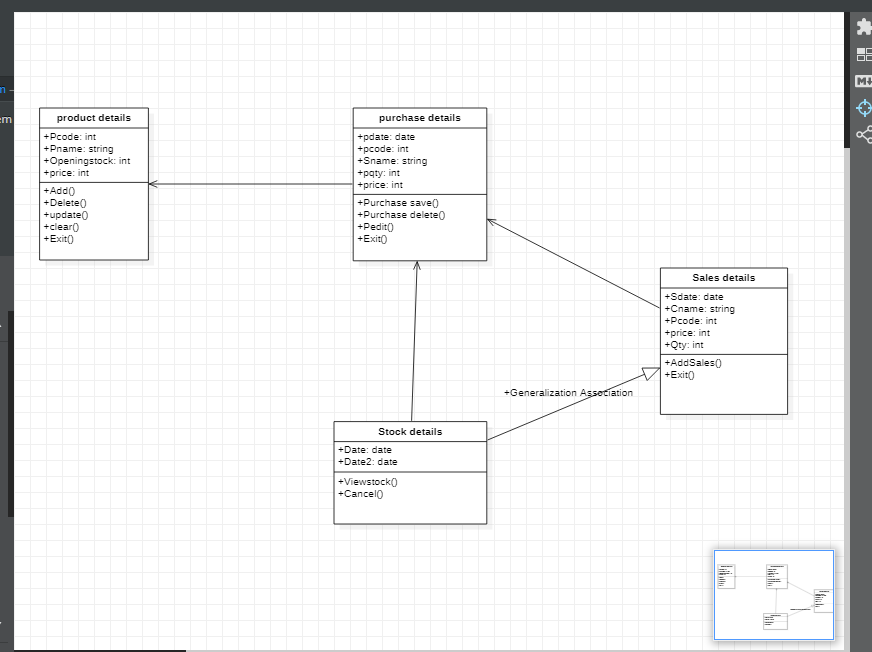 product details
+Pcode: int
+Pname: string
+Openingstock: int
+price: int
+Add()
+Delete()
+update()
+clear()
+Exit()
purchase details
+pdate: date
+pcode: int
+Sname: string
+pqty: int
+price: int
+Purchase save()
+Purchase delete()
+Pedit()
+Exit()
Sales details
+Sdate: date
+Cname: string
+Pcode: int
+price: int
+Qty: int
+AddSales()
+Exit()
+Generalization Association
Stock details
+Date: date
+Date2: date
+Viewstock()
+Cancel()